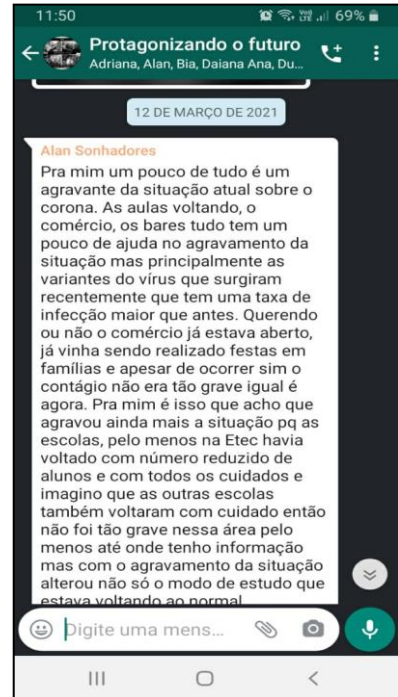 11:50 69%
Protagonizando o futuro
Adriana, Alan, Bia, Daiana Ana, Du...
12 DE MARÇO DE 2021
Alan Sonhadores
Pra mim um pouco de tudo é um
agravante da situação atual sobre o
corona. As aulas voltando, o
comércio, os bares tudo tem um
pouco de ajuda no agravamento da
situação mas principalmente as
variantes do vírus que surgiram
recentemente que tem uma taxa de
infecção maior que antes. Querendo
ou não o comércio já estava aberto,
já vinha sendo realizado festas em
famílias e apesar de ocorrer sim o
contágio não era tão grave igual é
agora. Pra mim é isso que acho que
agravou ainda mais a situação pq as
escolas, pelo menos na Etec havia
voltado com número reduzido de
alunos e com todos os cuidados e
imagino que as outras escolas
também voltaram com cuidado então
não foi tão grave nessa área pelo
menos até onde tenho informação
mas com o agravamento da situação
alterou não só o modo de estudo que
estava voltando ao normal
Digite uma mens...